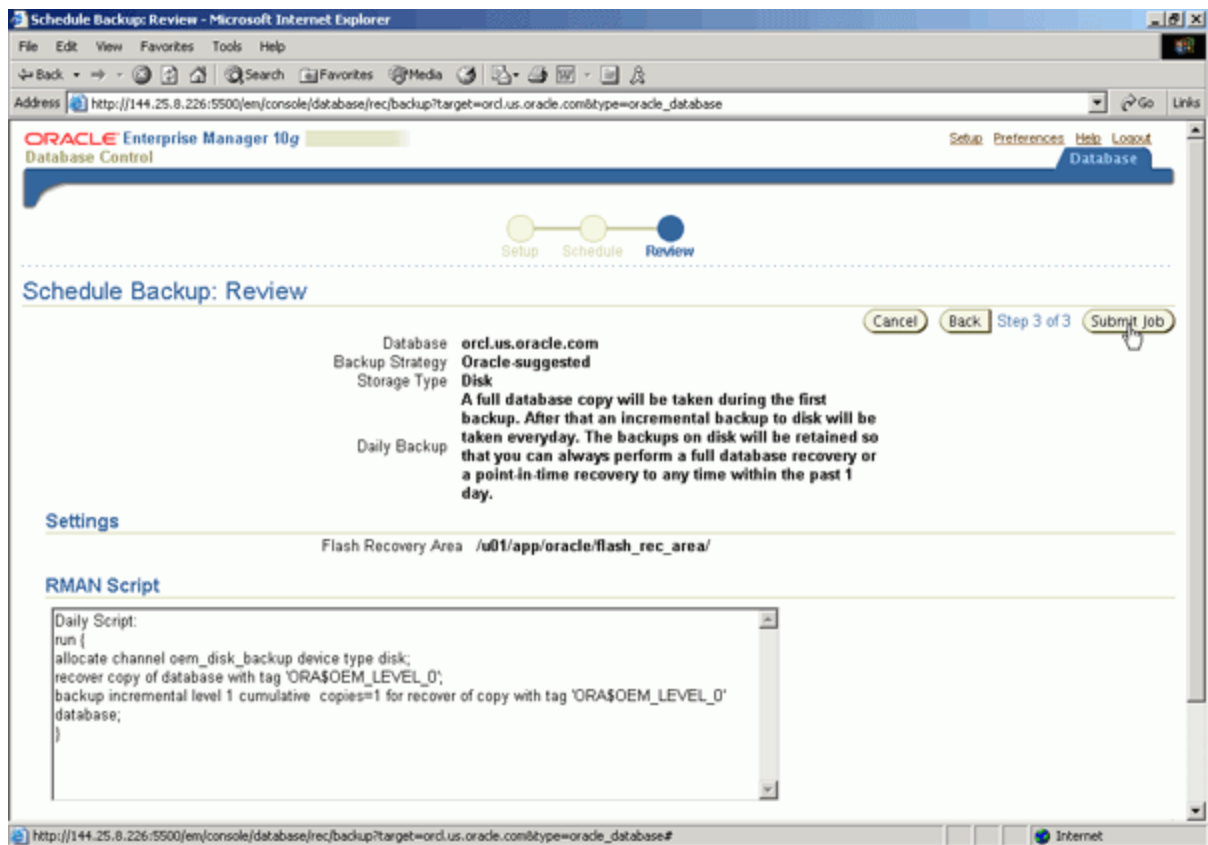 Schedule Backup: Review - Microsoft Internet Explorer
File Edit View Favorites Tools Help
Back Search Favorites Media
Address http://144.25.8.226:5500/em/console/database/rec/backup?target=orcl.us.oracle.com&type=oracle_database Go Links
ORACLE Enterprise Manager 10g
Database Control
Setup Preferences Help Logout
Database
Setup Schedule Review
Schedule Backup: Review
Cancel Back Step 3 of 3 Submit Job
Database orcl.us.oracle.com
Backup Strategy Oracle-suggested
Storage Type Disk
Daily Backup
A full database copy will be taken during the first
backup. After that an incremental backup to disk will be
taken everyday. The backups on disk will be retained so
that you can always perform a full database recovery or
a point-in-time recovery to any time within the past 1
day.
Settings
Flash Recovery Area /u01/app/oracle/flash_rec_area/
RMAN Script
Daily Script:
run {
allocate channel oem_disk_backup device type disk;
recover copy of database with tag 'ORA$OEM_LEVEL_0';
backup incremental level 1 cumulative copies=1 for recover of copy with tag 'ORA$OEM_LEVEL_0'
database;
}
http://144.25.8.226:5500/em/console/database/rec/backup?target=orcl.us.oracle.com&type=oracle_database# Internet